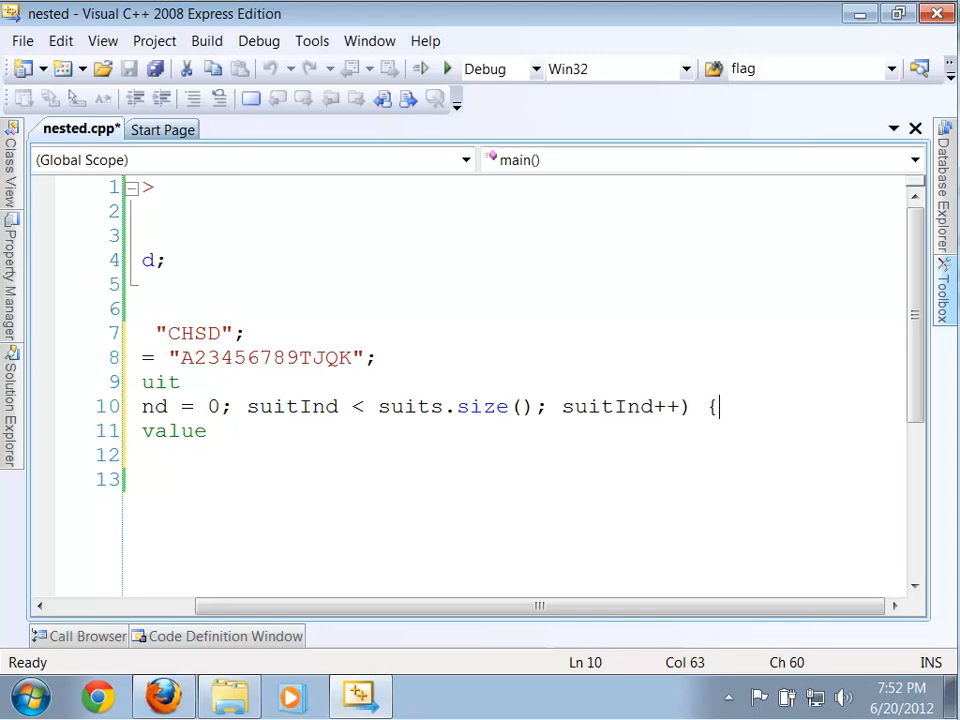 nested - Visual C++ 2008 Express Edition
File Edit View Project Build Debug Tools Window Help
Debug Win32 flag
nested.cpp* Start Page
(Global Scope) main()
1 >
2
3
4 d;
5
6
7 "CHSD";
8 = "A23456789TJQK";
9 uit
10 nd = 0; suitInd < suits.size(); suitInd++) {
11 value
12
13
Class View
Property Manager
Solution Explorer
Database Explorer
Toolbox
Call Browser Code Definition Window
Ready Ln 10 Col 63 Ch 60 INS
7:52 PM
6/20/2012